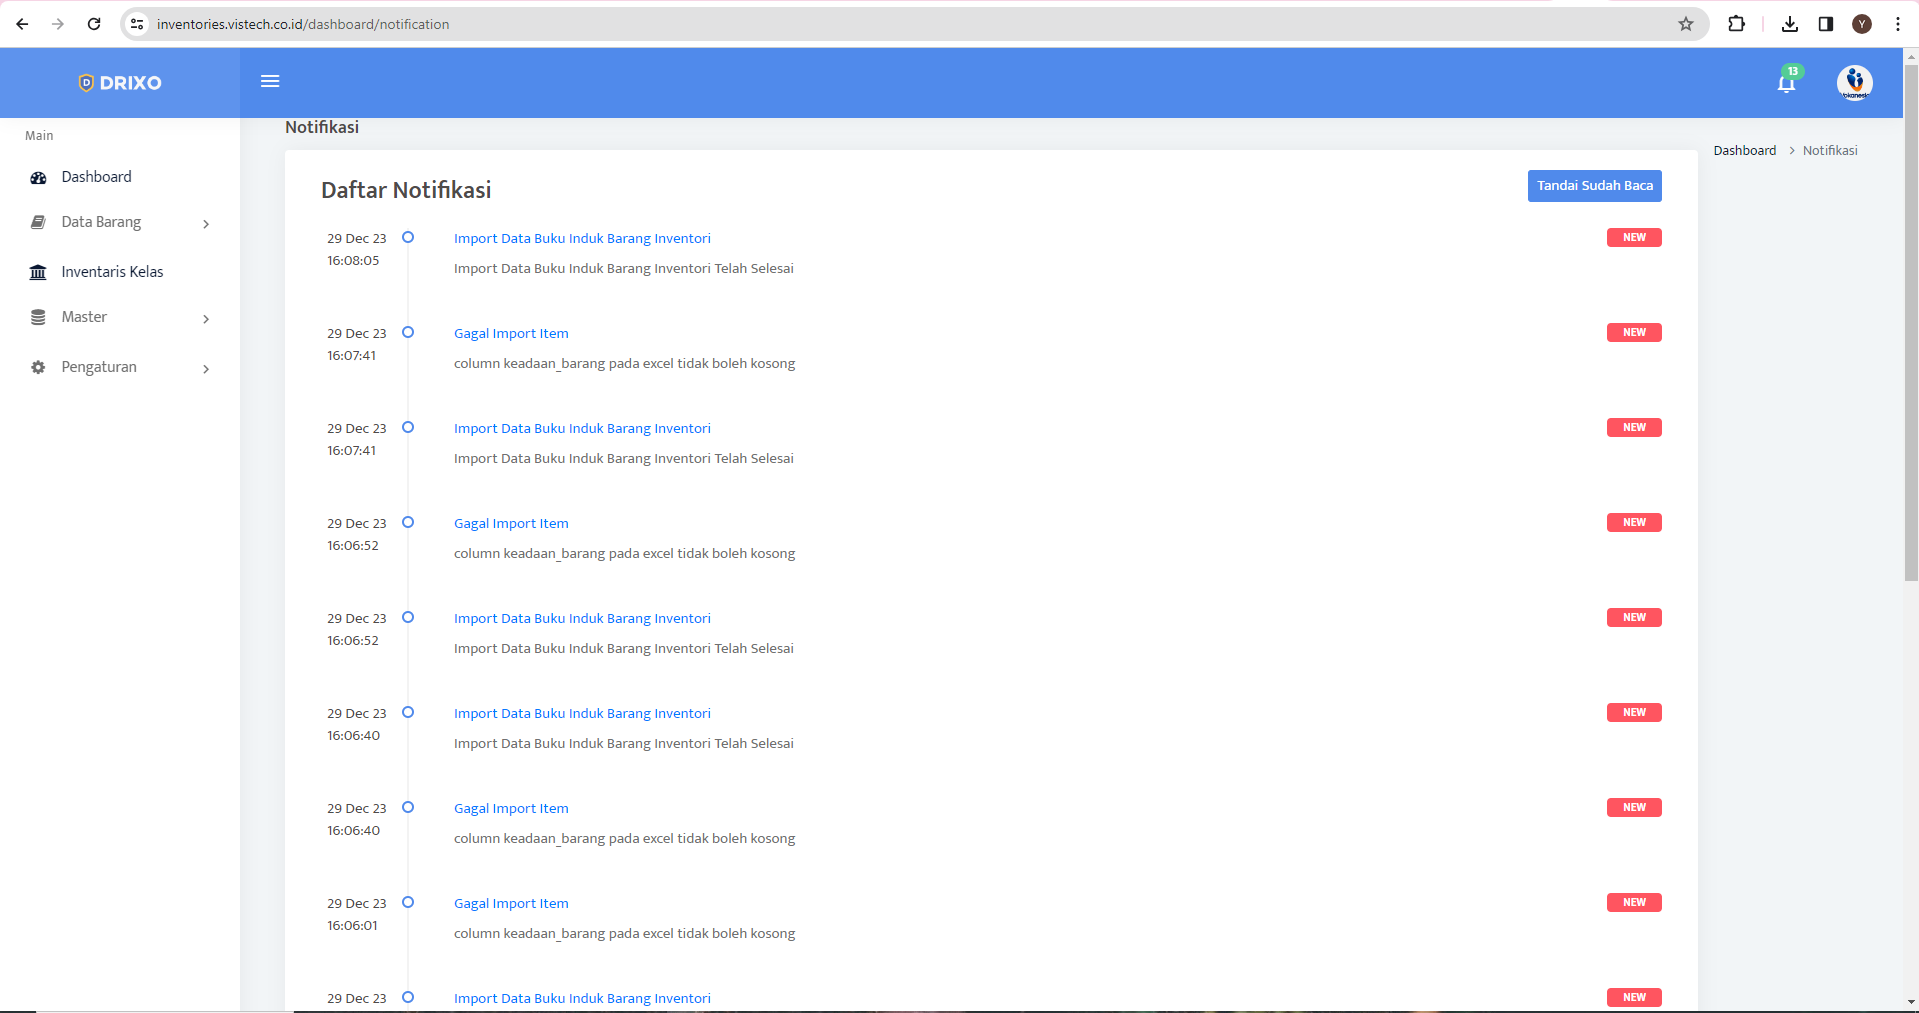 inventories.vistech.co.id/dashboard/notification
Y
DRIXO
13
Vokanesia
Main
Dashboard
Data Barang
Inventaris Kelas
Master
Pengaturan
Notifikasi
Dashboard > Notifikasi
Daftar Notifikasi
Tandai Sudah Baca
29 Dec 23
16:08:05
Import Data Buku Induk Barang Inventori
NEW
Import Data Buku Induk Barang Inventori Telah Selesai
29 Dec 23
16:07:41
Gagal Import Item
NEW
column keadaan_barang pada excel tidak boleh kosong
29 Dec 23
16:07:41
Import Data Buku Induk Barang Inventori
NEW
Import Data Buku Induk Barang Inventori Telah Selesai
29 Dec 23
16:06:52
Gagal Import Item
NEW
column keadaan_barang pada excel tidak boleh kosong
29 Dec 23
16:06:52
Import Data Buku Induk Barang Inventori
NEW
Import Data Buku Induk Barang Inventori Telah Selesai
29 Dec 23
16:06:40
Import Data Buku Induk Barang Inventori
NEW
Import Data Buku Induk Barang Inventori Telah Selesai
29 Dec 23
16:06:40
Gagal Import Item
NEW
column keadaan_barang pada excel tidak boleh kosong
29 Dec 23
16:06:01
Gagal Import Item
NEW
column keadaan_barang pada excel tidak boleh kosong
29 Dec 23
Import Data Buku Induk Barang Inventori
NEW